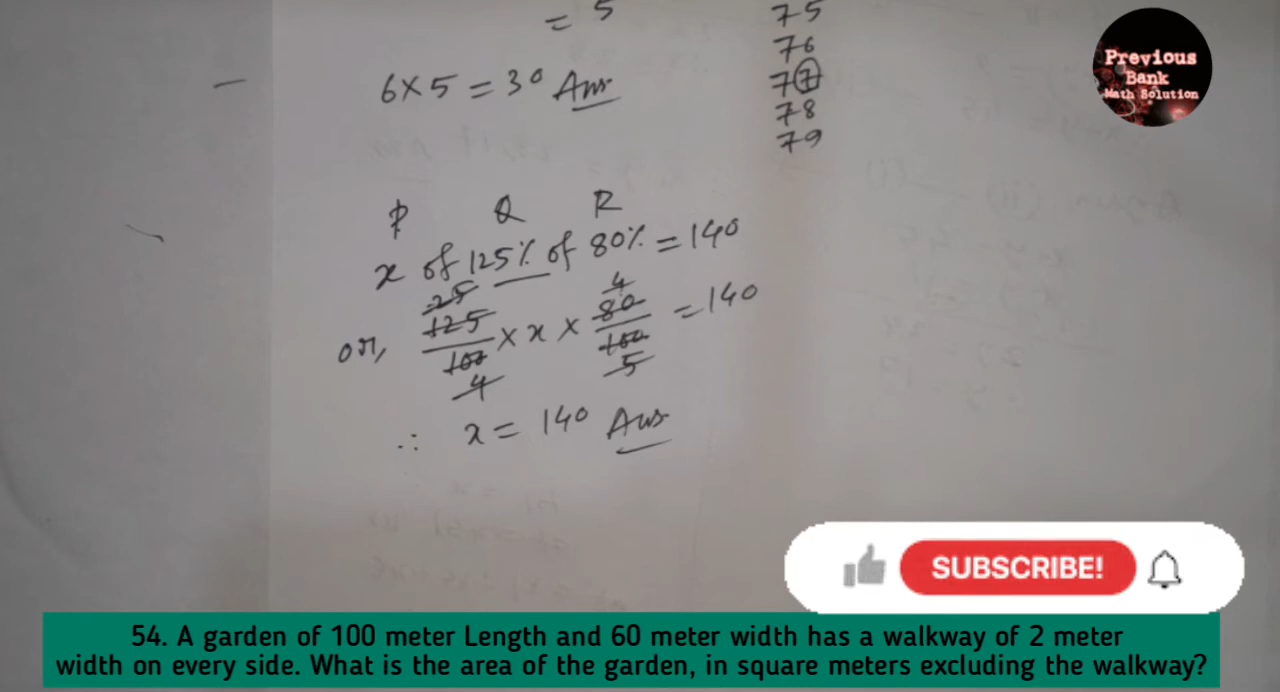 = 5
6×5 = 30 Ans
75
76
77
78
79
Previous
Bank
Math Solution
P Q R
x of 125% of 80% = 140
25 4
or, 125/100 × x × 80/100 = 140
4 5
∴ x = 140 Ans
SUBSCRIBE!
54. A garden of 100 meter Length and 60 meter width has a walkway of 2 meter
width on every side. What is the area of the garden, in square meters excluding the walkway?